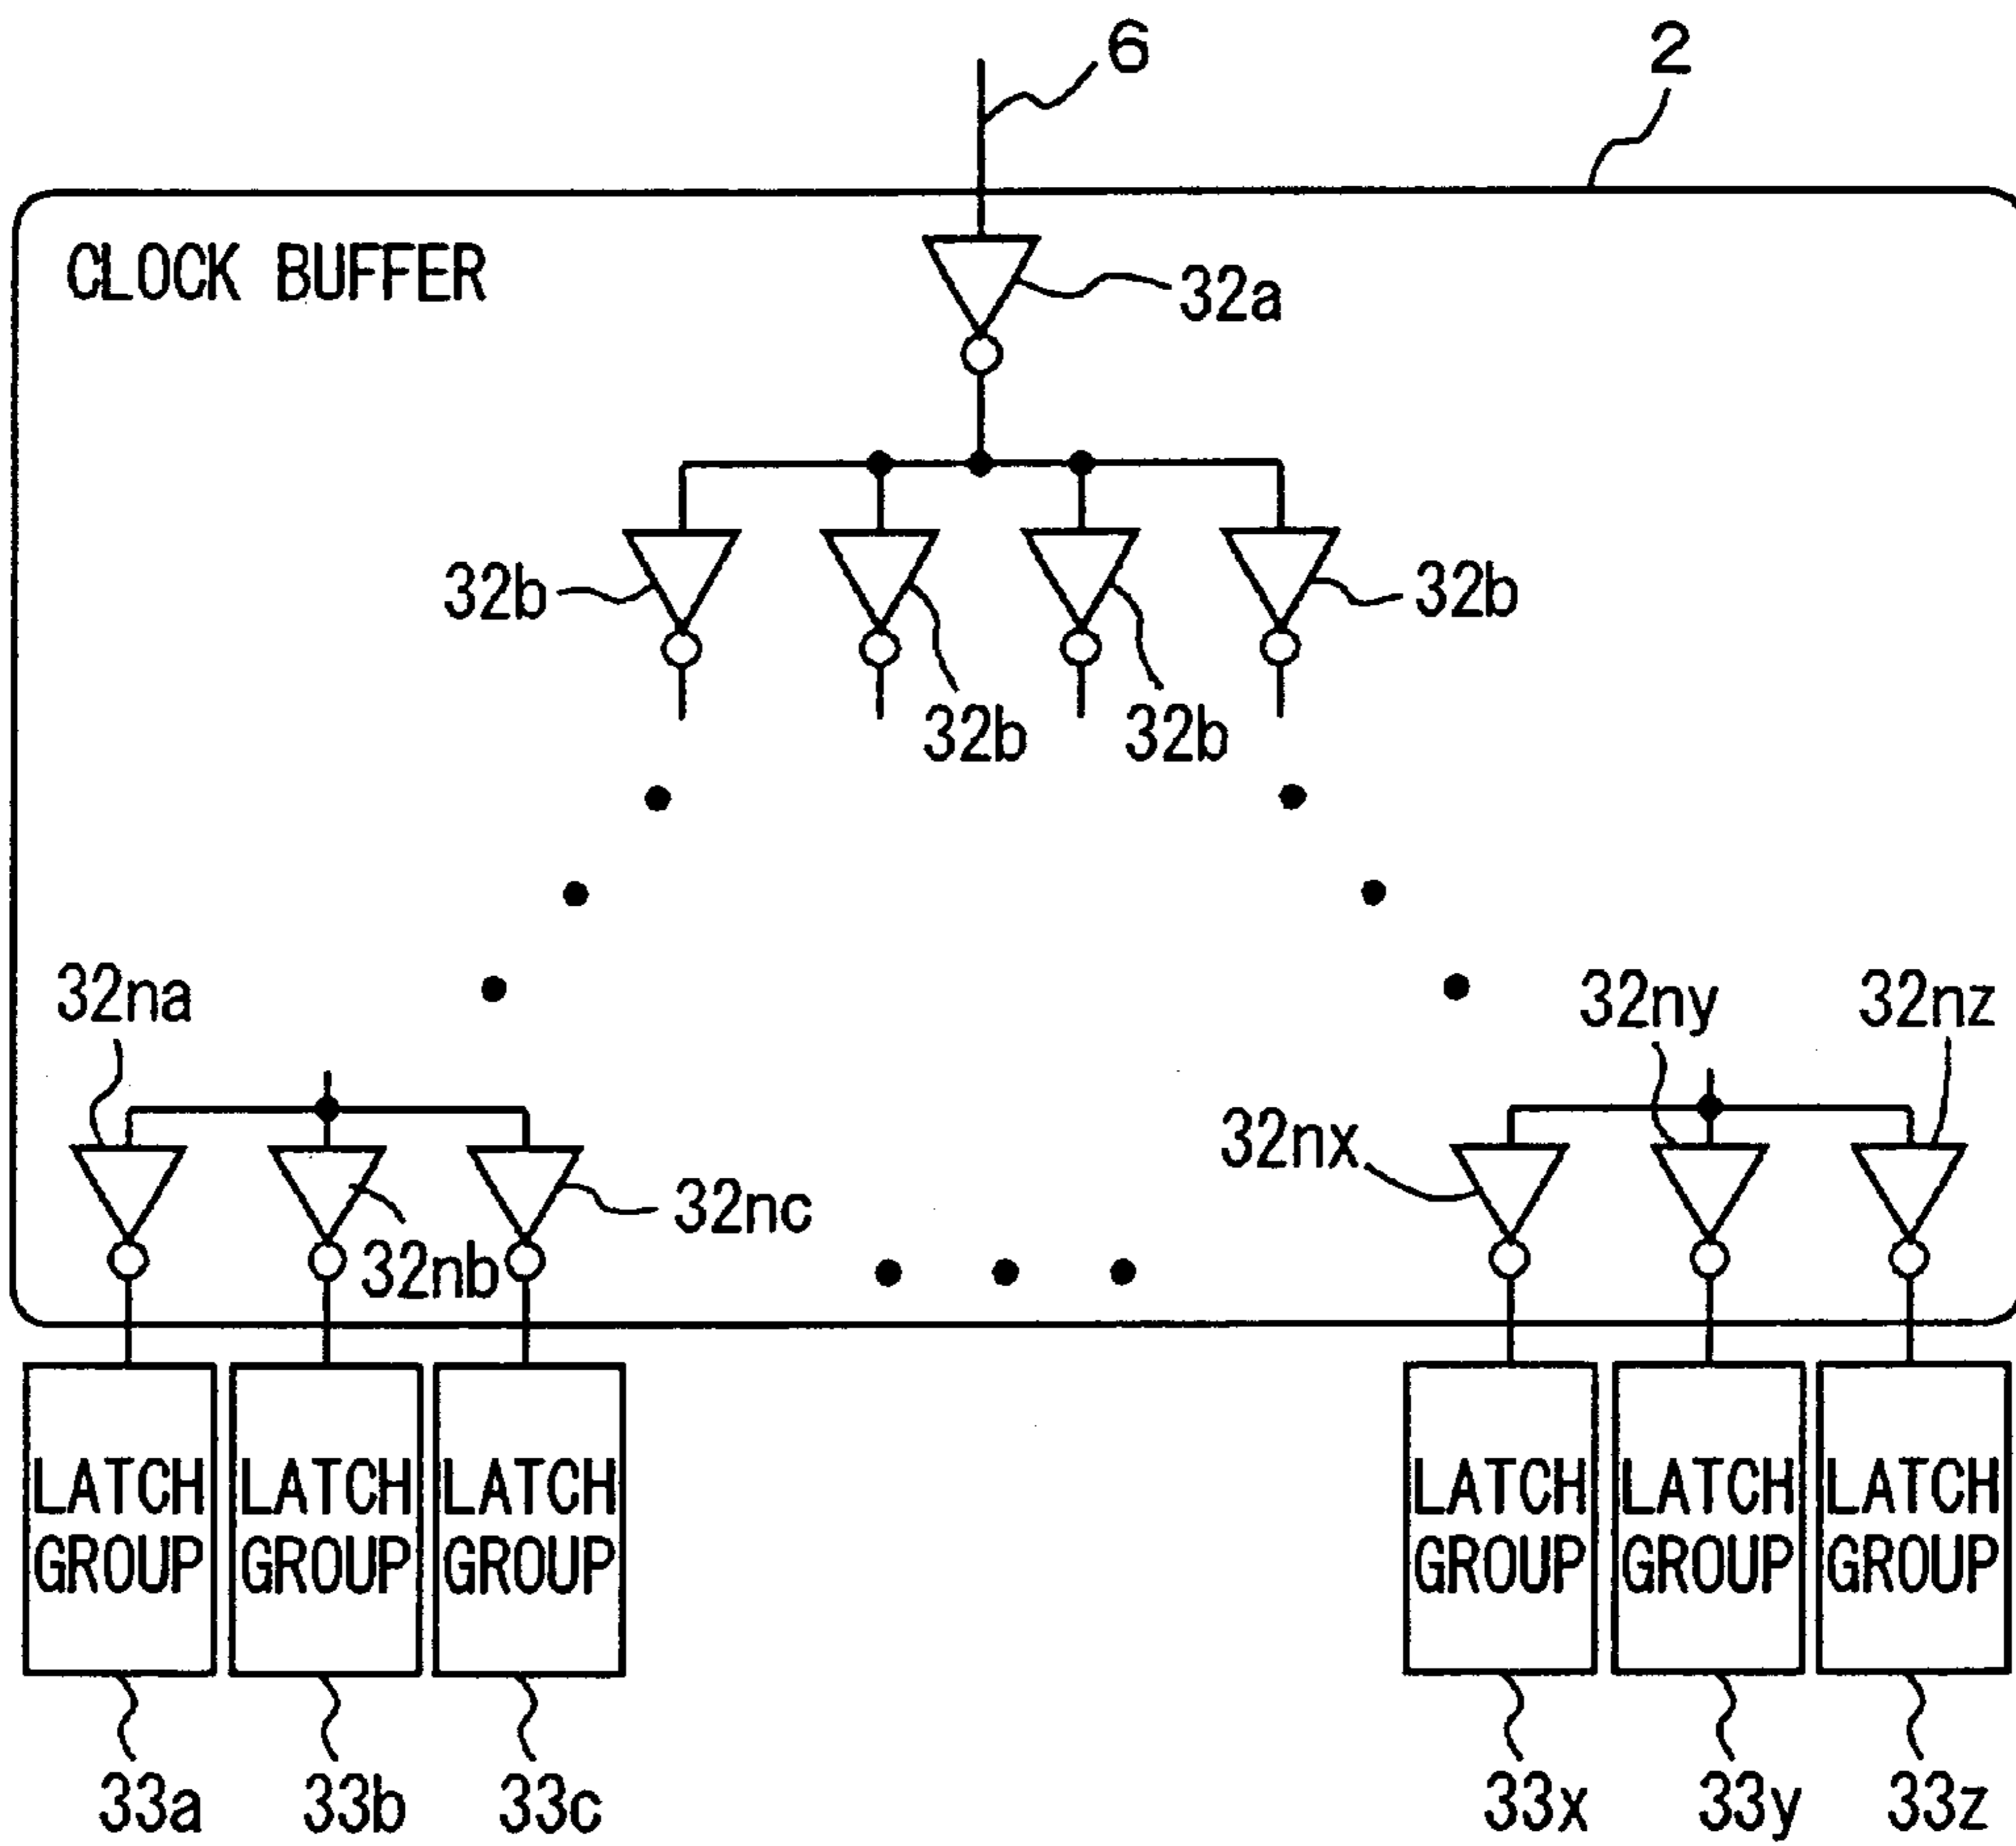 6
2
CLOCK BUFFER
32a
32b
32b
32b
32b
32na
32ny
32nz
32nx
32nc
32nb
LATCH
GROUP
LATCH
GROUP
LATCH
GROUP
LATCH
GROUP
LATCH
GROUP
LATCH
GROUP
33a
33b
33c
33x
33y
33z